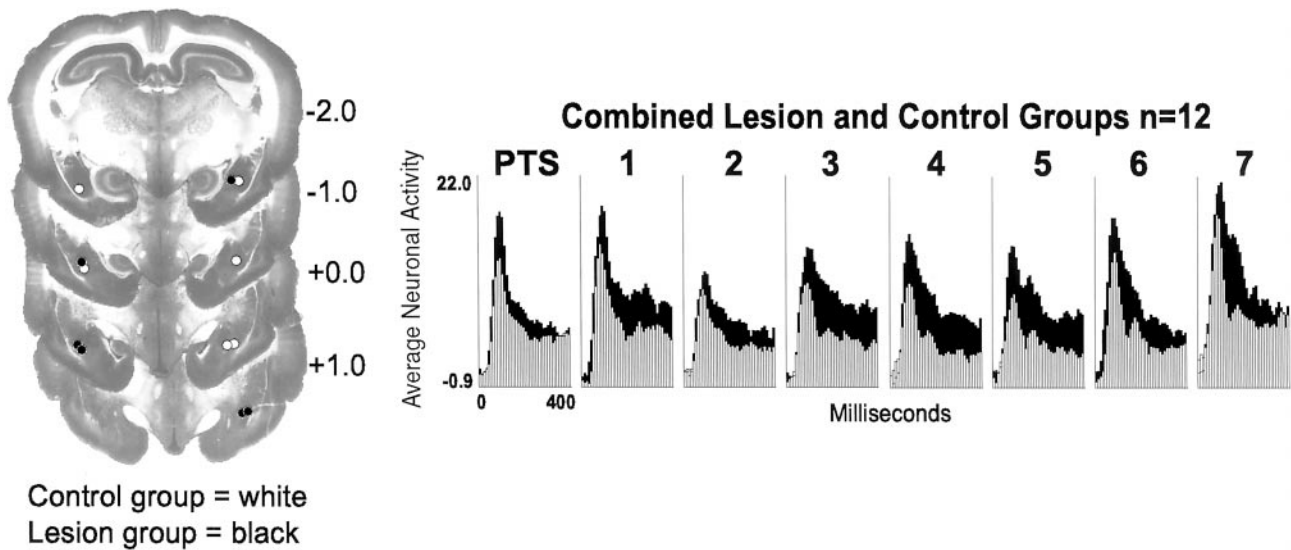 -2.0
-1.0
+0.0
+1.0
Control group = white
Lesion group = black
Combined Lesion and Control Groups n=12
PTS 1 2 3 4 5 6 7
Average Neuronal Activity
22.0
-0.9
0 400
Milliseconds